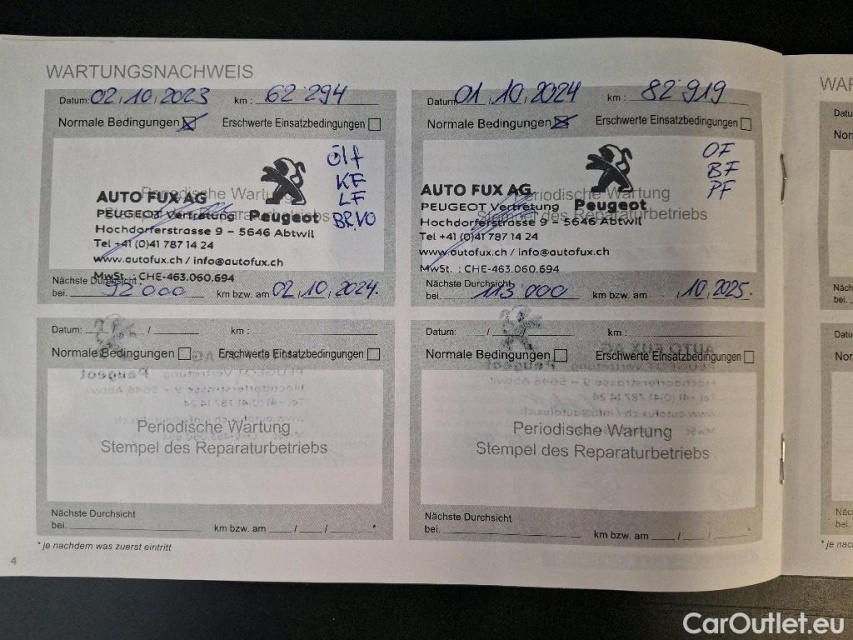 WARTUNGSNACHWEIS
Datum: 02.10.2023 km: 62'294
Normale Bedingungen Erschwerte Einsatzbedingungen
Ölf
KF
LF
BR.VO
Periodische Wartung
AUTO FUX AG
PEUGEOT Vertretung Peugeot
Hochdorferstrasse 9 – 5646 Abtwil
Tel +41 (0)41 787 14 24
www.autofux.ch / info@autofux.ch
MwSt. : CHE-463.060.694
Nächste Durchsicht
bei. 92'000 km bzw. am 02.10.2024.
Datum: 01.10.2024 km: 82'919
Normale Bedingungen Erschwerte Einsatzbedingungen
OF
BF
PF
Periodische Wartung
AUTO FUX AG
PEUGEOT Vertretung Peugeot
Stempel des Reparaturbetriebs
Hochdorferstrasse 9 – 5646 Abtwil
Tel +41 (0)41 787 14 24
www.autofux.ch / info@autofux.ch
MwSt. : CHE-463.060.694
Nächste Durchsicht
bei. 113'000 km bzw. am .10.2025.
Datum: / km:
Normale Bedingungen Erschwerte Einsatzbedingungen
Periodische Wartung
Stempel des Reparaturbetriebs
Nächste Durchsicht
bei. km bzw. am / / *
Datum: / km:
Normale Bedingungen Erschwerte Einsatzbedingungen
Periodische Wartung
Stempel des Reparaturbetriebs
Nächste Durchsicht
bei. km bzw. am / / *
* je nachdem was zuerst eintritt
4
CarOutlet.eu